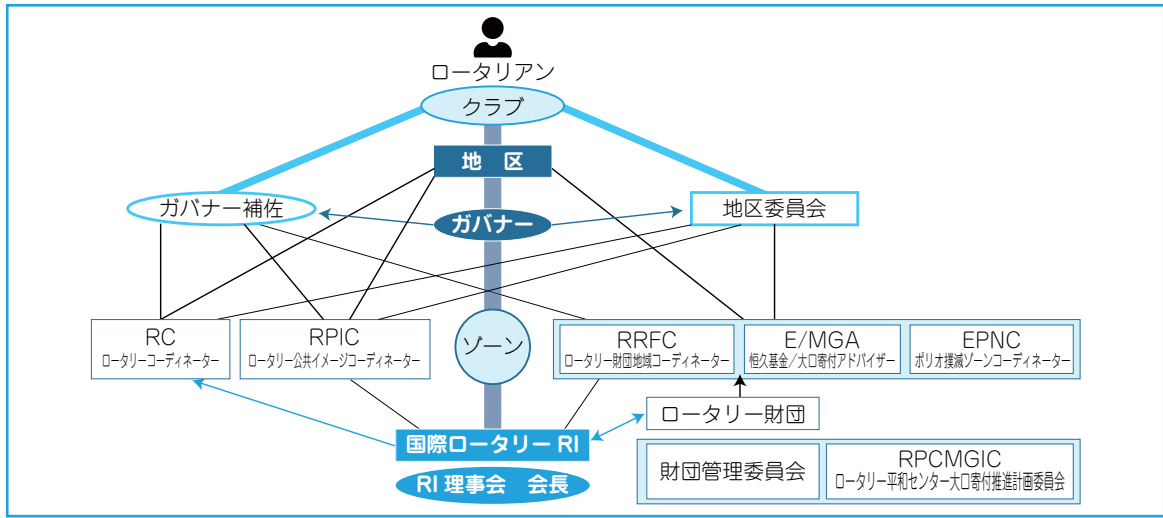 ロータリアン
クラブ
地 区
ガバナー補佐
ガバナー
地区委員会
RC
ロータリーコーディネーター
RPIC
ロータリー公共イメージコーディネーター
ゾーン
RRFC
ロータリー財団地域コーディネーター
E/MGA
恒久基金/大口寄付アドバイザー
EPNC
ポリオ撲滅ゾーンコーディネーター
ロータリー財団
国際ロータリー RI
RI 理事会 会長
財団管理委員会
RPCMGIC
ロータリー平和センター大口寄付推進計画委員会